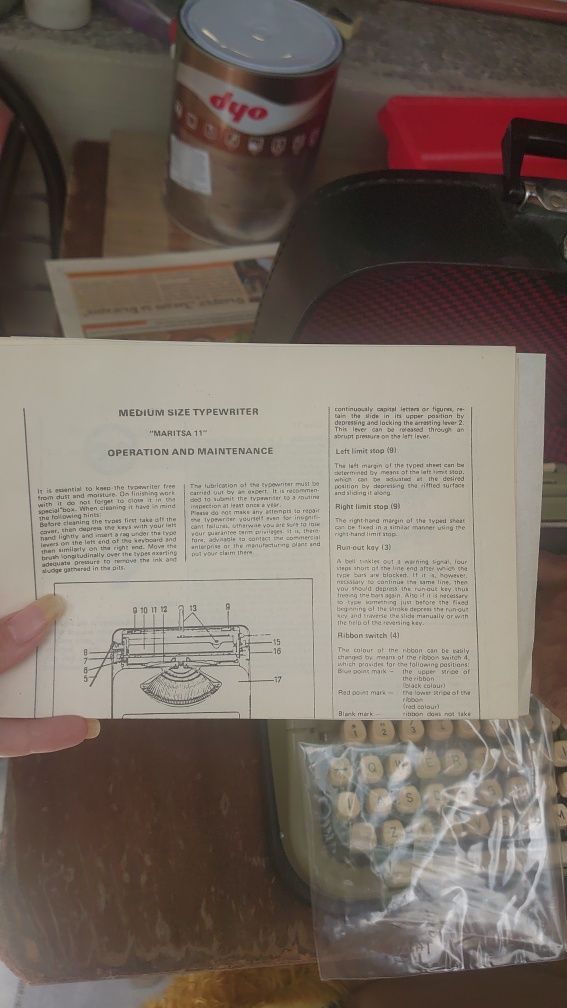 dyo
MEDIUM SIZE TYPEWRITER
"MARITSA 11"
OPERATION AND MAINTENANCE
It is essential to keep the typewriter free
from dust and moisture. On finishing work
with it do not forget to close it in the
special box. When cleaning it have in mind
the following hints:
Before cleaning the types first take off the
cover, then depress the keys with your left
hand lightly and insert a rag under the type
levers on the left end of the keyboard and
then similarly on the right end. Move the
brush longitudinally over the types exerting
adequate pressure to remove the ink and
sludge gathered in the pits.
The lubrication of the typewriter must be
carried out by an expert. It is recommen-
ded to submit the typewriter to a routine
inspection at least once a year.
Please do not make any attempts to repair
the typewriter yourself even for insignifi-
cant failures, otherwise you are sure to lose
your guarantee term privileges. It is, there-
fore, advisable to contact the commercial
enterprise or the manufacturing plant and
put your claim there.
9 10 11 12 13 9
8
7
6
5
15
16
17
continuously capital letters or figures, re-
tain the slide in its upper position by
depressing and locking the arresting lever 2.
This lever can be released through an
abrupt pressure on the left lever.
Left limit stop (9)
The left margin of the typed sheet can be
determined by means of the left limit stop,
which can be adjusted at the desired
position by depressing the riffled surface
and sliding it along.
Right limit stop (9)
The right-hand margin of the typed sheet
can be fixed in a similar manner using the
right-hand limit stop.
Run-out key (3)
A bell tinkles out a warning signal, four
steps short of the line end after which the
type bars are blocked. If it is, however,
necessary to continue the same line, then
you should depress the run-out key thus
freeing the bars again. Also if it is necessary
to type something just before the fixed
beginning of the stroke depress the run-out
key and traverse the slide manually or with
the help of the reversing key.
Ribbon switch (4)
The colour of the ribbon can be easily
changed by means of the ribbon switch 4,
which provides for the following positions:
Blue point mark — the upper stripe of
the ribbon
(black colour)
Red point mark — the lower stripe of the
ribbon
(red colour)
Blank mark — ribbon does not take
1 2 3
Q W E R
A S
Z M